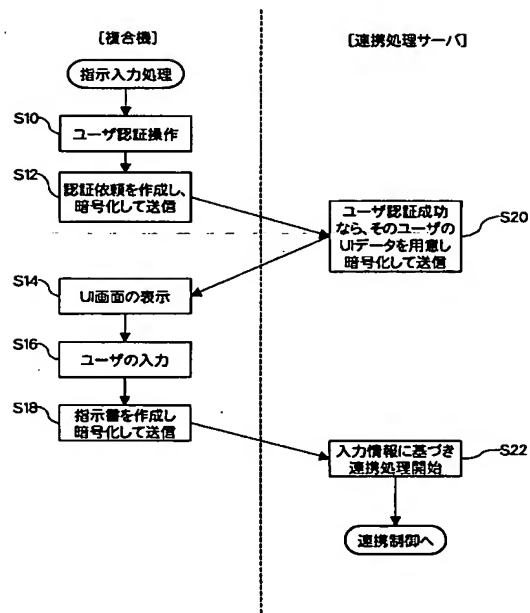 [複合機]
[連携処理サーバ]
指示入力処理
S10
ユーザ認証操作
S12
認証依頼を作成し、
暗号化して送信
ユーザ認証成功
なら、そのユーザの
UIデータを用意し
暗号化して送信
S20
S14
UI画面の表示
S16
ユーザの入力
S18
指示書を作成し
暗号化して送信
入力情報に基づき
連携処理開始
S22
連携制御へ